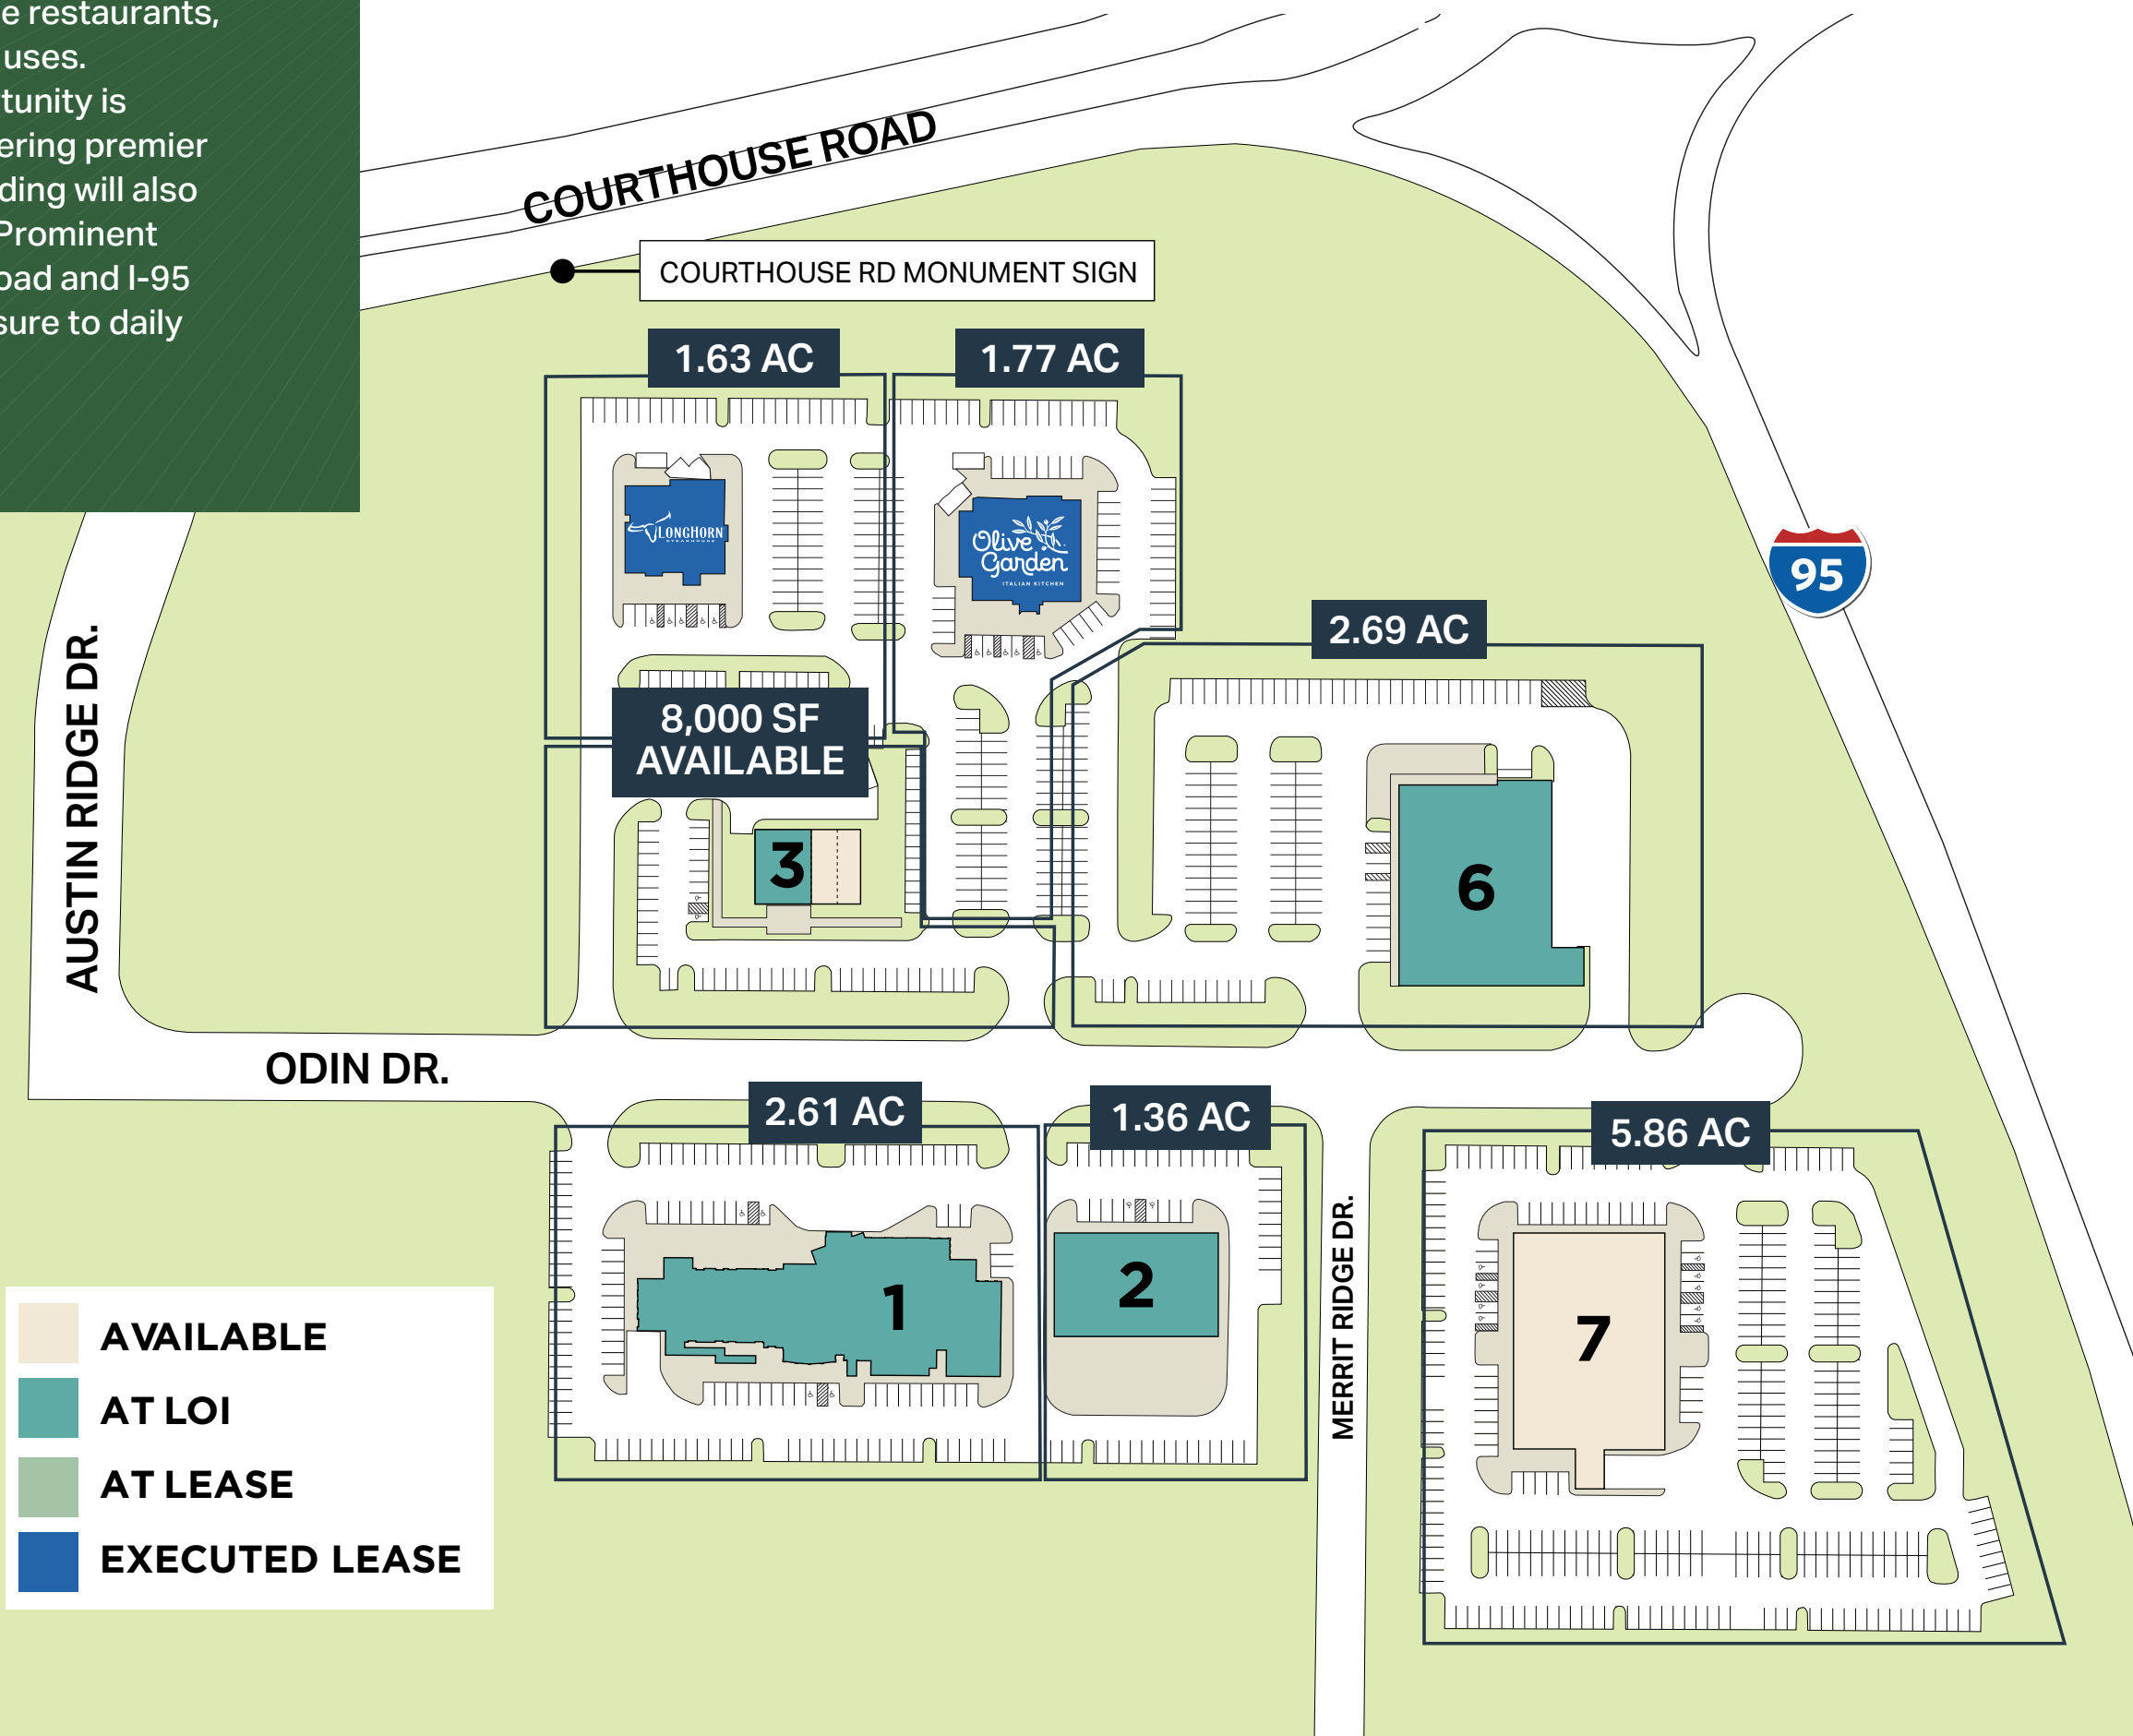 e restaurants,
uses.
tunity is
ering premier
ding will also
Prominent
oad and I-95
sure to daily
COURTHOUSE ROAD
COURTHOUSE RD MONUMENT SIGN
1.63 AC
1.77 AC
LONGHORN
STEAKHOUSE
Olive
Garden
ITALIAN KITCHEN
95
2.69 AC
8,000 SF
AVAILABLE
3
6
AUSTIN RIDGE DR.
ODIN DR.
2.61 AC
1.36 AC
5.86 AC
1
2
MERRIT RIDGE DR.
7
AVAILABLE
AT LOI
AT LEASE
EXECUTED LEASE